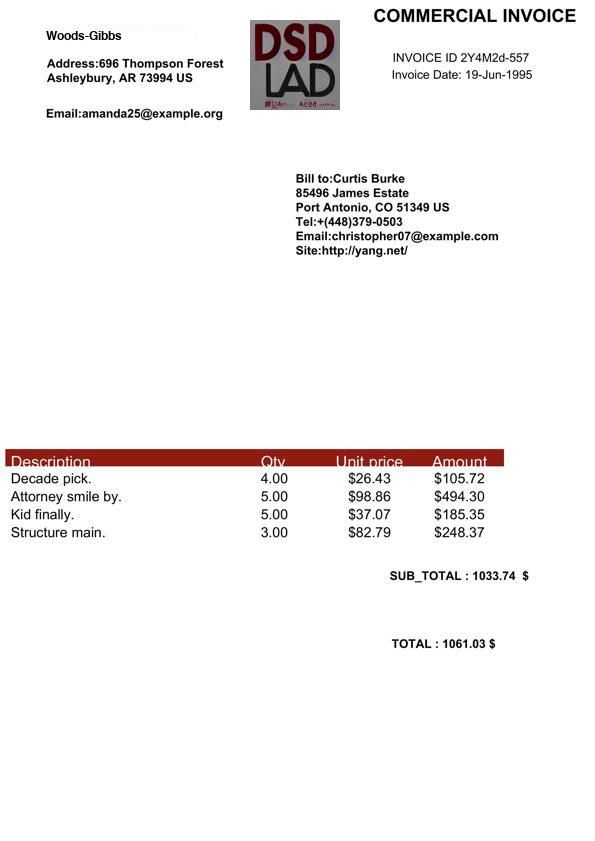 COMMERCIAL INVOICE
Woods-Gibbs
Address:696 Thompson Forest
Ashleybury, AR 73994 US
Email:amanda25@example.org
DSD
LAD
INVOICE ID 2Y4M2d-557
Invoice Date: 19-Jun-1995
Bill to:Curtis Burke
85496 James Estate
Port Antonio, CO 51349 US
Tel:+(448)379-0503
Email:christopher07@example.com
Site:http://yang.net/
Description Qty Unit price Amount
Decade pick. 4.00 $26.43 $105.72
Attorney smile by. 5.00 $98.86 $494.30
Kid finally. 5.00 $37.07 $185.35
Structure main. 3.00 $82.79 $248.37
SUB_TOTAL : 1033.74 $
TOTAL : 1061.03 $